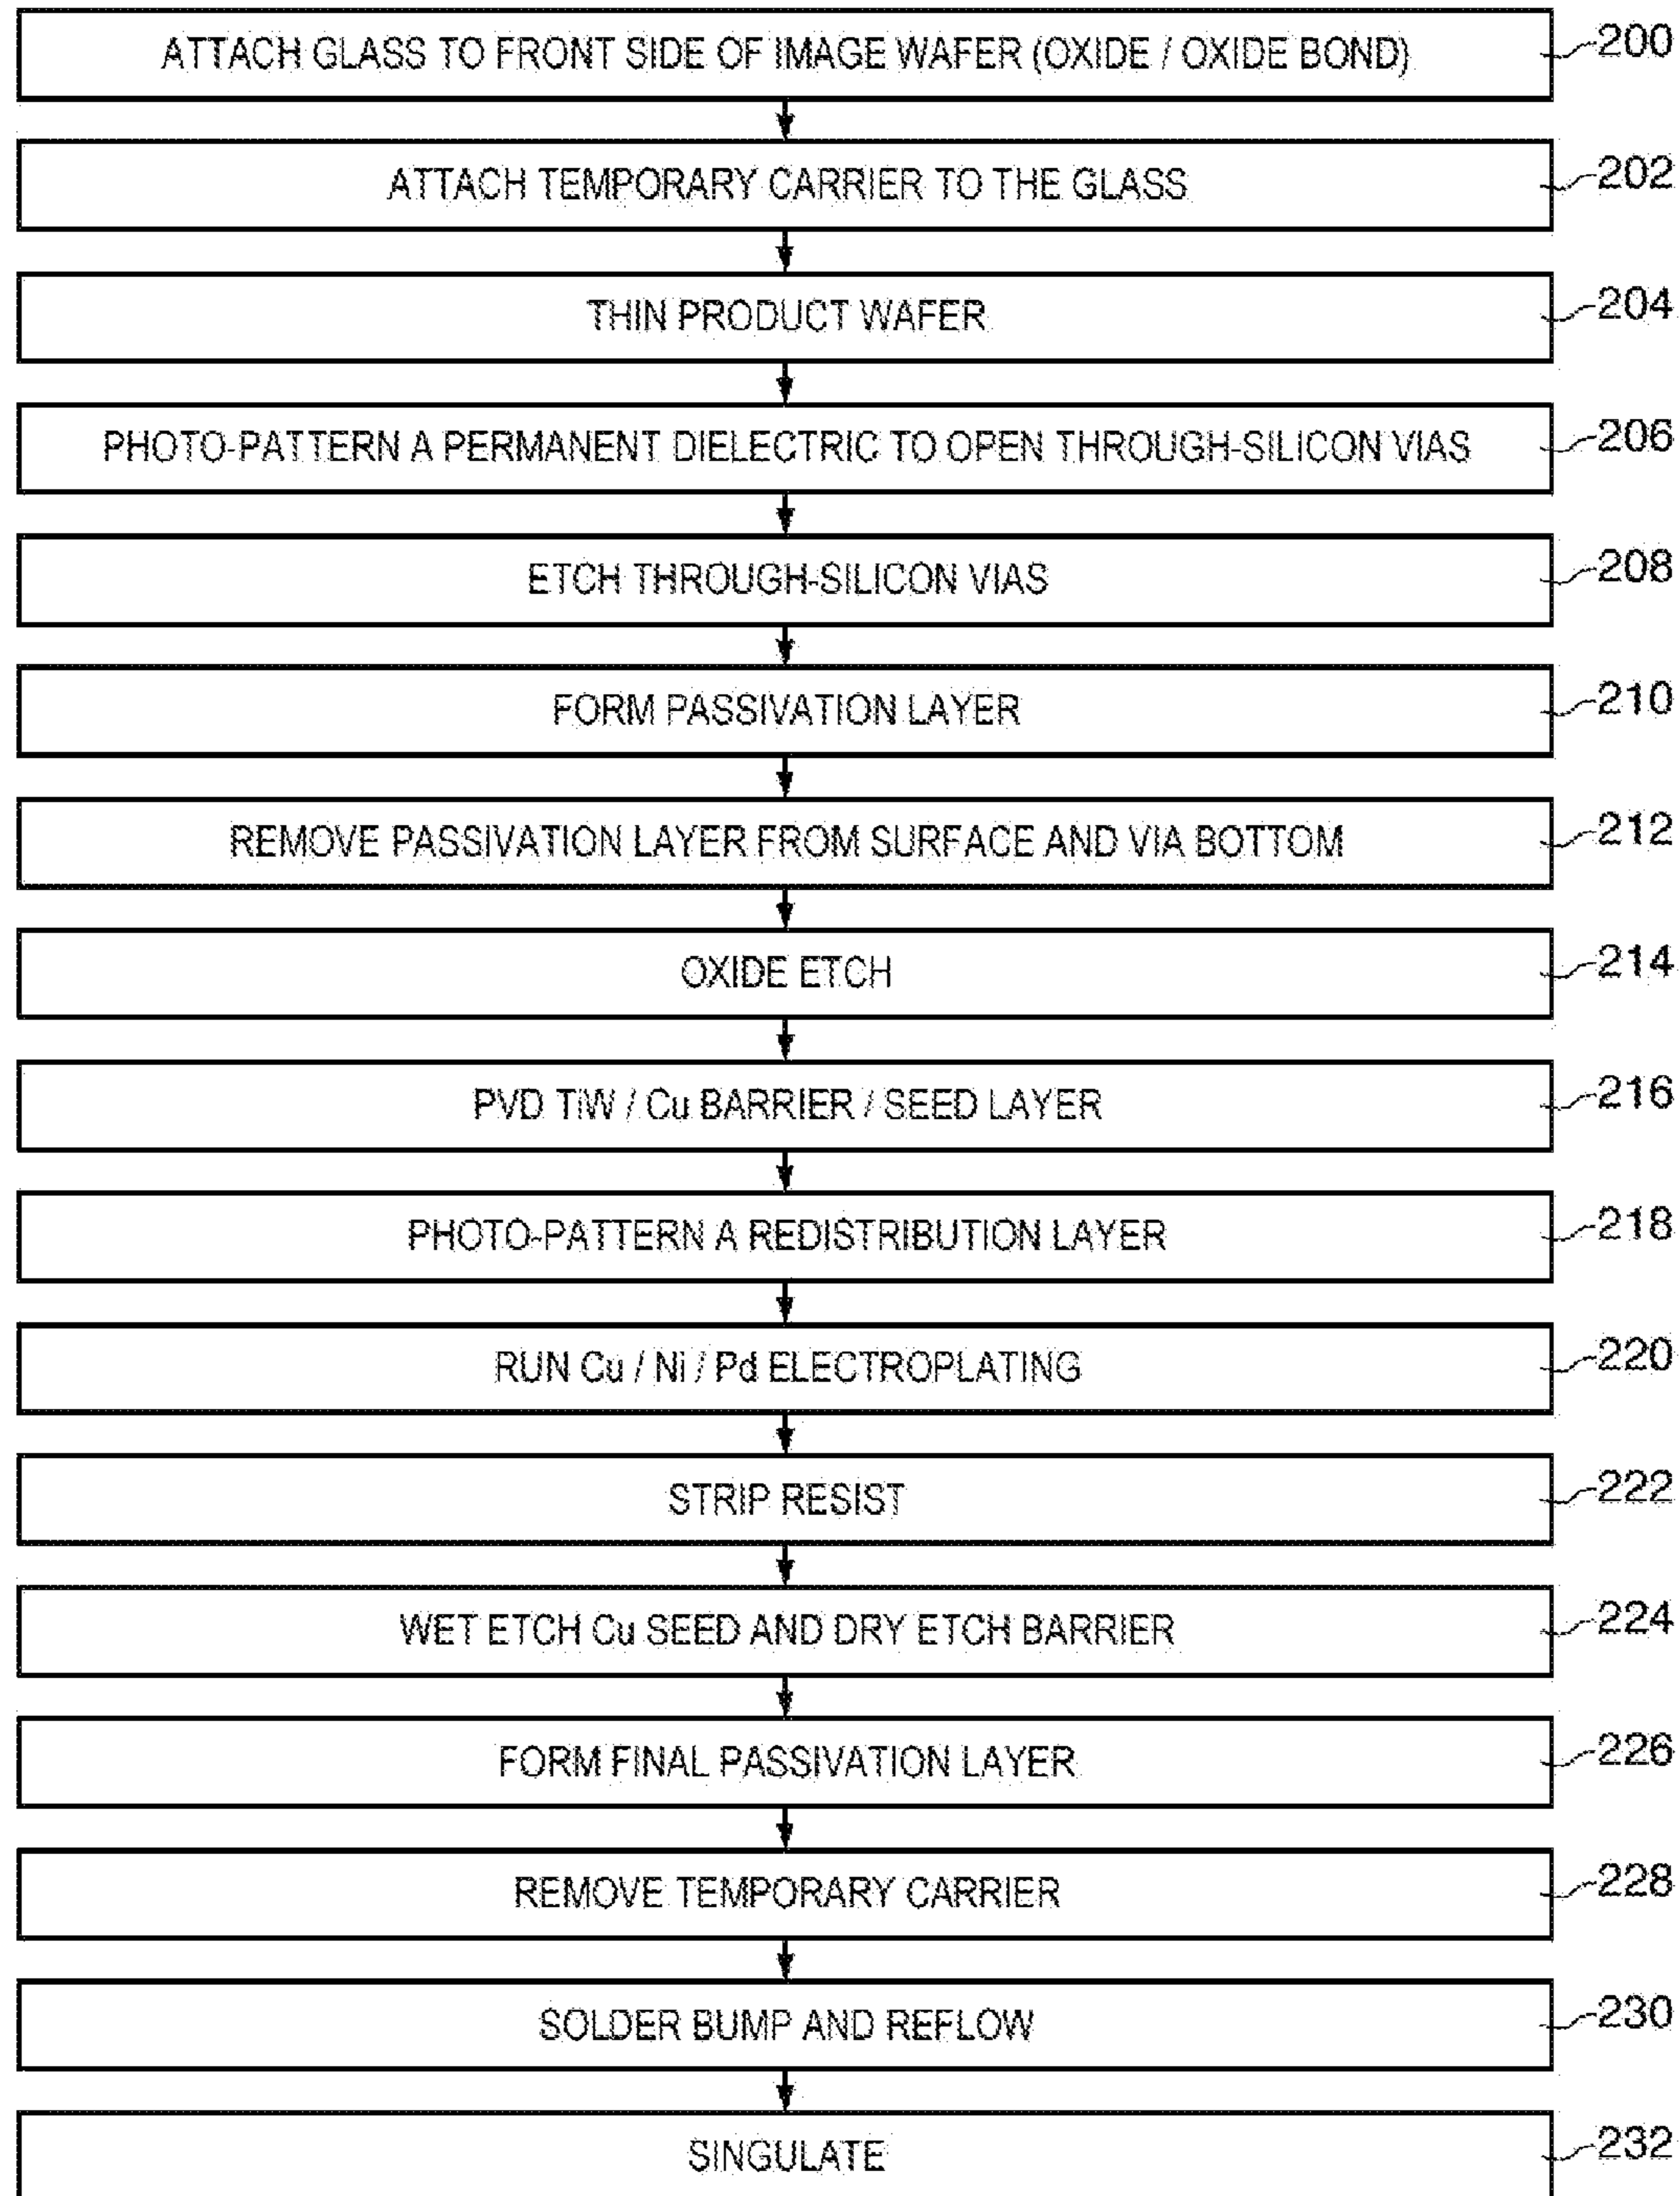 ATTACH GLASS TO FRONT SIDE OF IMAGE WAFER (OXIDE / OXIDE BOND) 200
ATTACH TEMPORARY CARRIER TO THE GLASS 202
THIN PRODUCT WAFER 204
PHOTO-PATTERN A PERMANENT DIELECTRIC TO OPEN THROUGH-SILICON VIAS 206
ETCH THROUGH-SILICON VIAS 208
FORM PASSIVATION LAYER 210
REMOVE PASSIVATION LAYER FROM SURFACE AND VIA BOTTOM 212
OXIDE ETCH 214
PVD TiW / Cu BARRIER / SEED LAYER 216
PHOTO-PATTERN A REDISTRIBUTION LAYER 218
RUN Cu / Ni / Pd ELECTROPLATING 220
STRIP RESIST 222
WET ETCH Cu SEED AND DRY ETCH BARRIER 224
FORM FINAL PASSIVATION LAYER 226
REMOVE TEMPORARY CARRIER 228
SOLDER BUMP AND REFLOW 230
SINGULATE 232